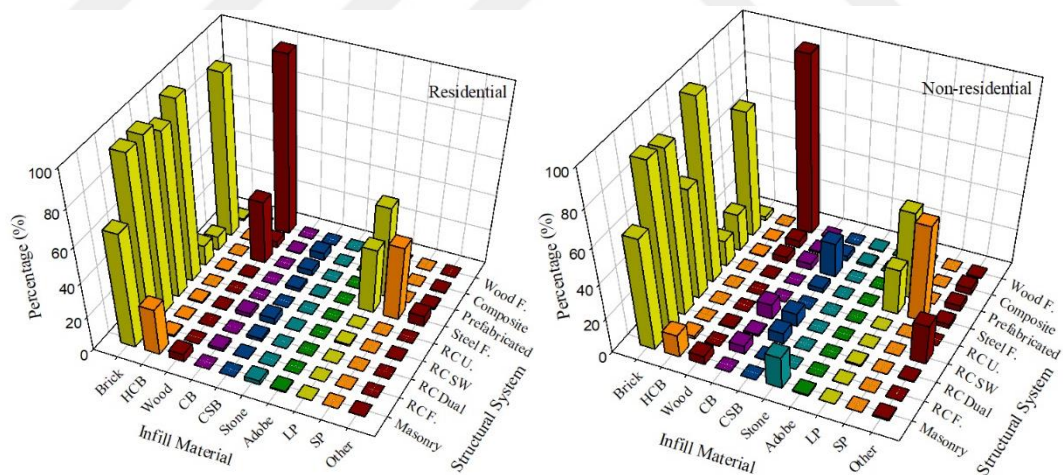 Residential
Percentage (%)
100
80
60
40
20
0
Brick
HCB
Wood
CB
CSB
Stone
Adobe
LP
SP
Other
Infill Material
Wood F.
Composite
Prefabricated
Steel F.
RC U.
RC SW
RC Dual
RC F.
Masonry
Structural System
Non-residential
Percentage (%)
100
80
60
40
20
0
Brick
HCB
Wood
CB
CSB
Stone
Adobe
LP
SP
Other
Infill Material
Wood F.
Composite
Prefabricated
Steel F.
RC U.
RC SW
RC Dual
RC F.
Masonry
Structural System